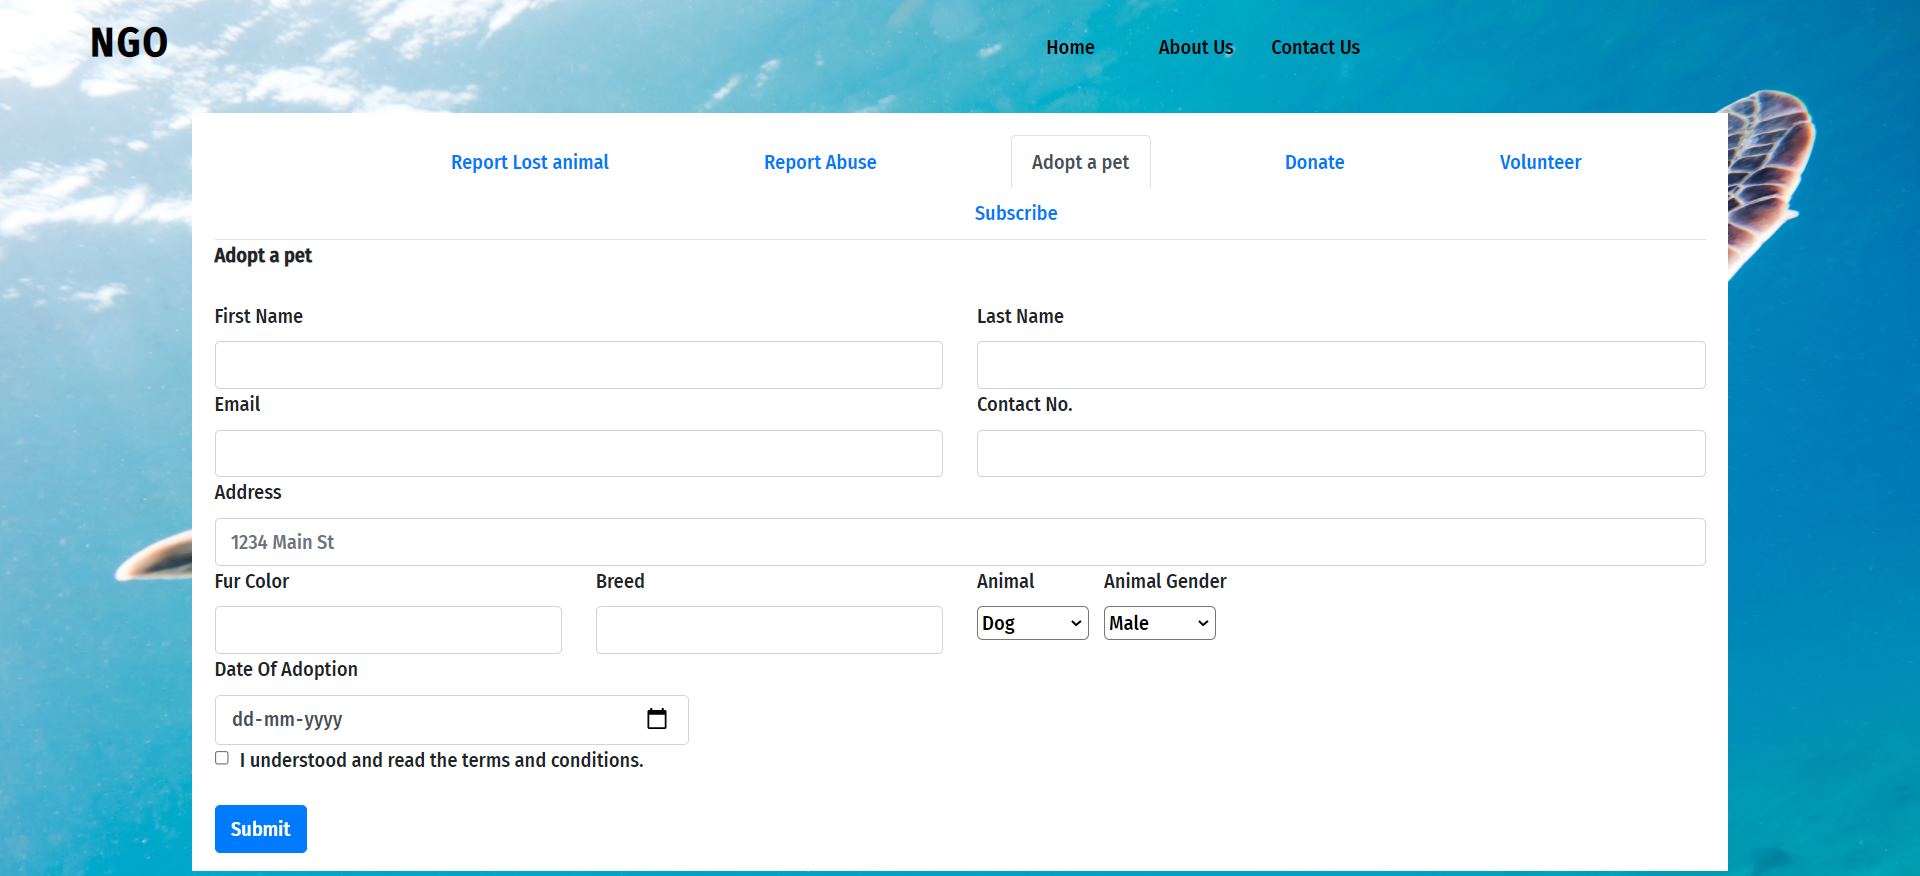 NGO
Home About Us Contact Us
Report Lost animal Report Abuse Adopt a pet Donate Volunteer
Subscribe
Adopt a pet
First Name Last Name
Email Contact No.
Address
1234 Main St
Fur Color Breed Animal Animal Gender
Dog Male
Date Of Adoption
dd-mm-yyyy
I understood and read the terms and conditions.
Submit